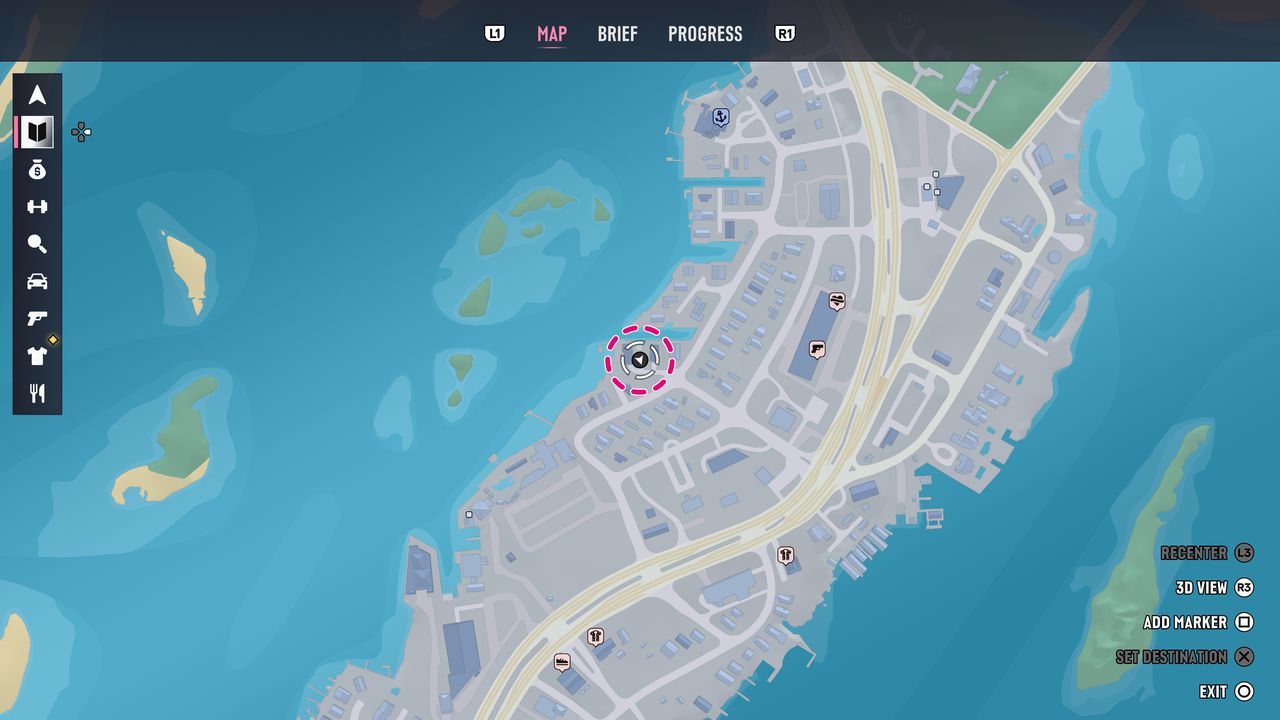 L1 MAP BRIEF PROGRESS R1
RECENTER L3
3D VIEW R3
ADD MARKER
SET DESTINATION
EXIT